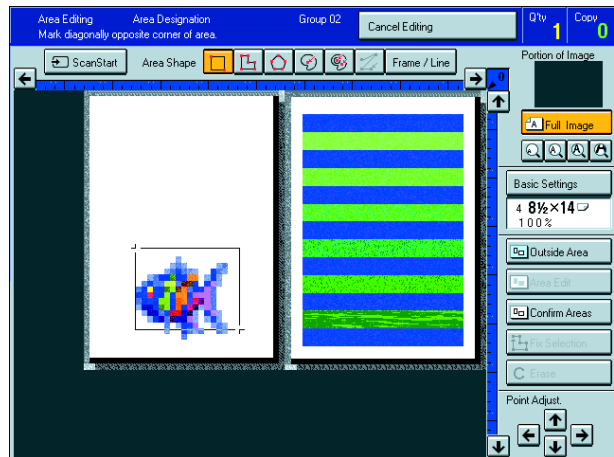 Area Editing Area Designation Group 02
Mark diagonally opposite corner of area.
Cancel Editing
Q'ty
1
Copy
0
ScanStart Area Shape Frame / Line
Portion of Image
A Full Image
A A A A
Basic Settings
4 8½×14
100%
Outside Area
Area Edit
Confirm Areas
Fix Selection
C Erase
Point Adjust.